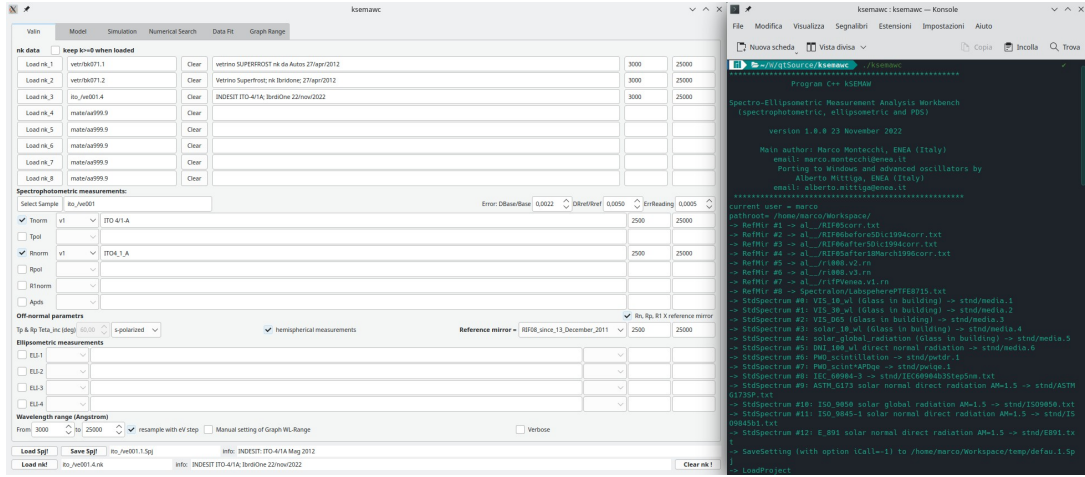 ksemawc
Valin Model Simulation Numerical Search Data Fit Graph Range
nk data keep k>=0 when loaded
Load nk_1 vetr/bk071.1 Clear vetrino SUPERFROST nk da Autos 27/apr/2012 3000 25000
Load nk_2 vetr/bk071.2 Clear Vetrino Superfrost; nk Ibridone; 27/apr/2012 3000 25000
Load nk_3 ito_/ve001.4 Clear INDESIT ITO-4/1A; IbrdiOne 22/nov/2022 3000 25000
Load nk_4 mate/aa999.9 Clear
Load nk_5 mate/aa999.9 Clear
Load nk_6 mate/aa999.9 Clear
Load nk_7 mate/aa999.9 Clear
Load nk_8 mate/aa999.9 Clear
Spectrophotometric measurements:
Select Sample ito_/ve001 Error: DBase/Base 0,0022 DRref/Rref 0,0050 ErrReading 0,0005
Tnorm v1 ITO 4/1-A 2500 25000
Tpol
Rnorm v1 ITO4_1_A 2500 25000
Rpol
R1norm
Apds
Off-normal parametrs Rn, Rp, R1 X reference mirror
Tp & Rp Teta_inc (deg) 60,00 s-polarized hemispherical measurements Reference mirror = RIF08_since_13_December_2011 2500 25000
Ellipsometric measurements
ELI-1
ELI-2
ELI-3
ELI-4
Wavelength range (Angstrom)
From 3000 to 25000 resample with eV step Manual setting of Graph WL-Range Verbose
Load Spj! Save Spj! ito_/ve001.1.Spj info: INDESIT: ITO-4/1A Mag 2012
Load nk! ito_/ve001.4.nk info: INDESIT ITO-4/1A; IbrdiOne 22/nov/2022 Clear nk !
ksemawc : ksemawc — Konsole
File Modifica Visualizza Segnalibri Estensioni Impostazioni Aiuto
Nuova scheda Vista divisa Copia Incolla Trova
~/W/qtSource/ksemawc ./ksemawc
****************************************************
Program C++ kSEMAW
Spectro-Ellipsometric Measurement Analysis Workbench
(spectrophotometric, ellipsometric and PDS)
version 1.0.0 23 November 2022
Main author: Marco Montecchi, ENEA (Italy)
email: marco.montecchi@enea.it
Porting to Windows and advanced oscillators by
Alberto Mittiga, ENEA (Italy)
email: alberto.mittiga@enea.it
****************************************************
current user = marco
pathroot= /home/marco/Workspace/
-> RefMir #1 -> al__/RIF05corr.txt
-> RefMir #2 -> al__/RIF06before5Dic1994corr.txt
-> RefMir #3 -> al__/RIF06after5Dic1994corr.txt
-> RefMir #4 -> al__/RIF05after18March1996corr.txt
-> RefMir #5 -> al__/ri008.v2.rn
-> RefMir #6 -> al__/ri008.v3.rn
-> RefMir #7 -> al__/rifPVenea.v1.rn
-> RefMir #8 -> Spectralon/LabsperePTFE8715.txt
-> StdSpectrum #0: VIS_10_wl (Glass in building) -> stnd/media.1
-> StdSpectrum #1: VIS_30_wl (Glass in building) -> stnd/media.2
-> StdSpectrum #2: VIS_D65 (Glass in building) -> stnd/media.3
-> StdSpectrum #3: solar_10_wl (Glass in building) -> stnd/media.4
-> StdSpectrum #4: solar_global_radiation (Glass in building) -> stnd/media.5
-> StdSpectrum #5: DNI_100_wl direct normal radiation -> stnd/media.6
-> StdSpectrum #6: PWO_scintillation -> stnd/pwtdr.1
-> StdSpectrum #7: PWO_scint*APDqe -> stnd/pwiqe.1
-> StdSpectrum #8: IEC_60904-3 -> stnd/IEC60904b3Step5nm.txt
-> StdSpectrum #9: ASTM_G173 solar normal direct radiation AM=1.5 -> stnd/ASTM
G173SP.txt
-> StdSpectrum #10: ISO_9050 solar global radiation AM=1.5 -> stnd/ISO9050.txt
-> StdSpectrum #11: ISO_9845-1 solar normal direct radiation AM=1.5 -> stnd/IS
O9845b1.txt
-> StdSpectrum #12: E_891 solar normal direct radiation AM=1.5 -> stnd/E891.tx
t
-> SaveSetting (with option iCall=-1) to /home/marco/Workspace/temp/defau.1.Sp
j
-> LoadProject